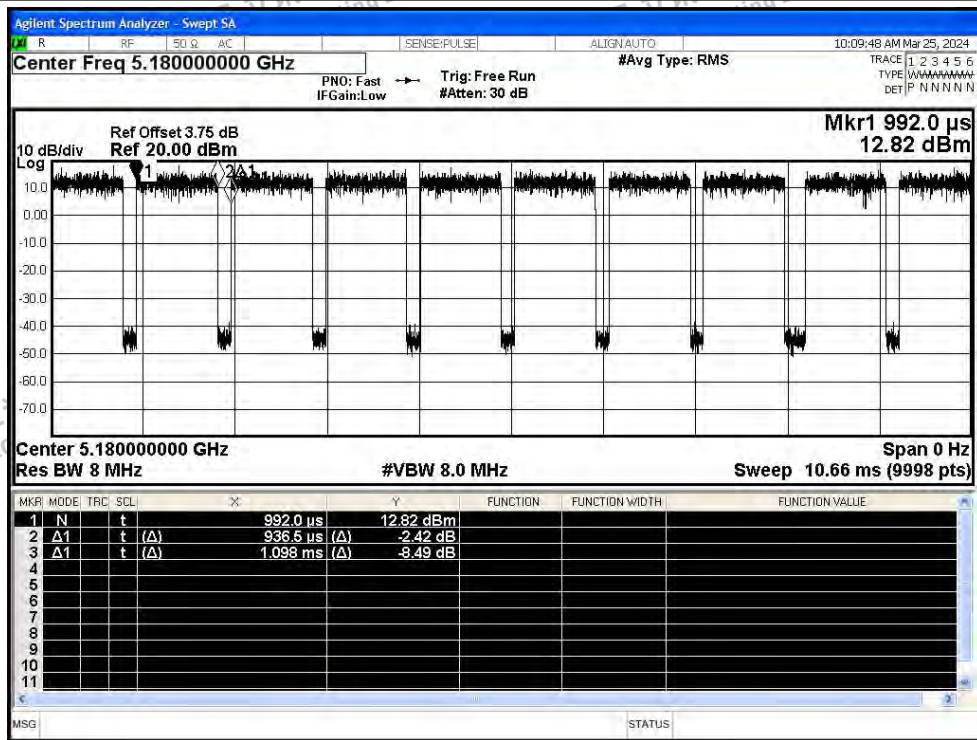 Agilent Spectrum Analyzer - Swept SA
R RF 50 Ω AC SENSE:PULSE ALIGN AUTO 10:09:48 AM Mar 25, 2024
Center Freq 5.180000000 GHz #Avg Type: RMS TRACE 1 2 3 4 5 6
PNO: Fast Trig: Free Run TYPE WWWWWW
IFGain:Low #Atten: 30 dB DET P N N N N N
Mkr1 992.0 µs
12.82 dBm
Ref Offset 3.75 dB
10 dB/div Ref 20.00 dBm
Log
1 2Δ1
10.0
0.00
-10.0
-20.0
-30.0
-40.0
-50.0
-60.0
-70.0
Center 5.180000000 GHz Span 0 Hz
Res BW 8 MHz #VBW 8.0 MHz Sweep 10.66 ms (9998 pts)
MKR MODE TRC SCL X Y FUNCTION FUNCTION WIDTH FUNCTION VALUE
1 N t 992.0 µs 12.82 dBm
2 Δ1 t (Δ) 936.5 µs (Δ) -2.42 dB
3 Δ1 t (Δ) 1.098 ms (Δ) -8.49 dB
4
5
6
7
8
9
10
11
MSG STATUS